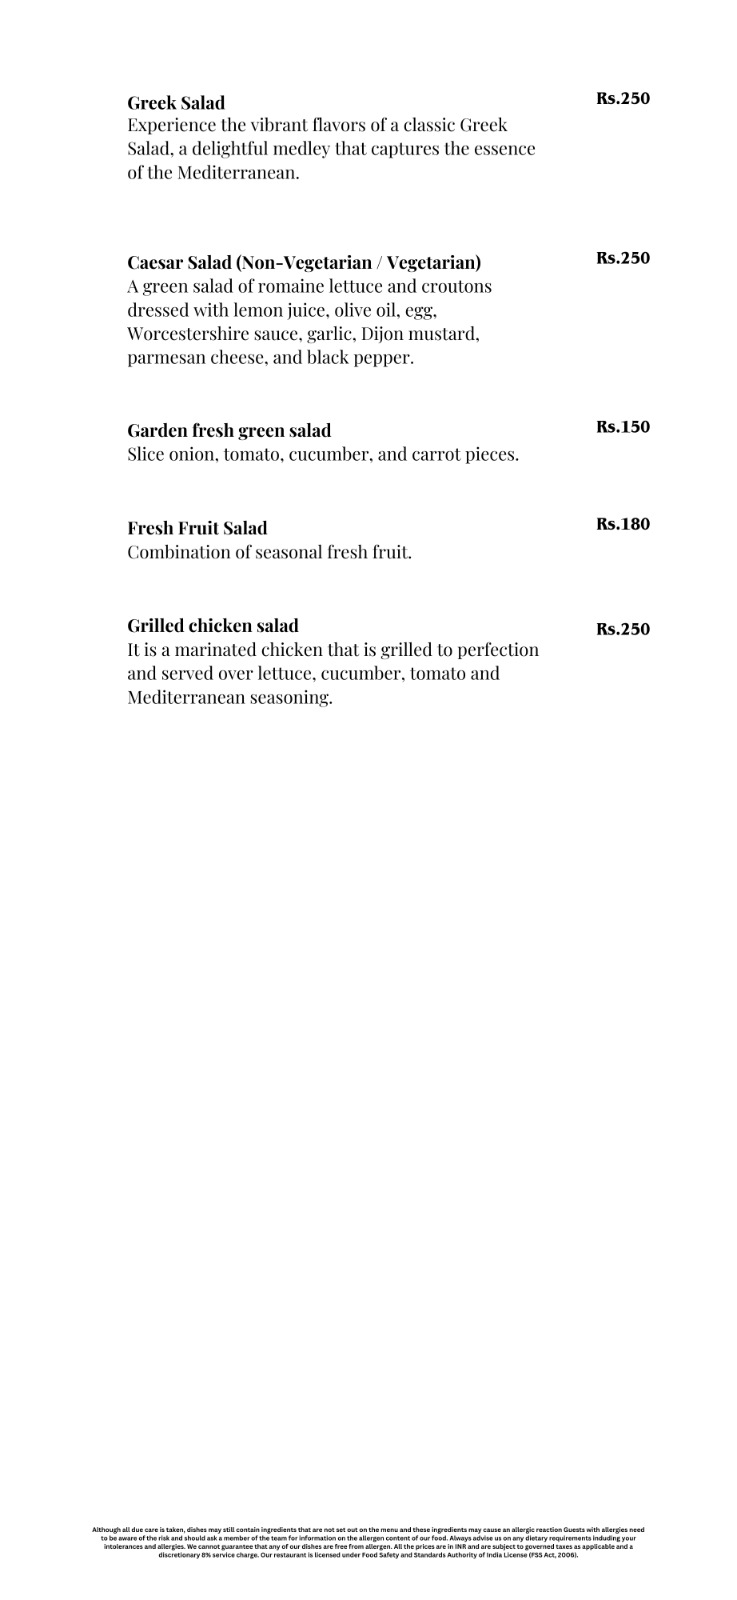 Greek Salad Rs.250
Experience the vibrant flavors of a classic Greek
Salad, a delightful medley that captures the essence
of the Mediterranean.
Caesar Salad (Non-Vegetarian / Vegetarian) Rs.250
A green salad of romaine lettuce and croutons
dressed with lemon juice, olive oil, egg,
Worcestershire sauce, garlic, Dijon mustard,
parmesan cheese, and black pepper.
Garden fresh green salad Rs.150
Slice onion, tomato, cucumber, and carrot pieces.
Fresh Fruit Salad Rs.180
Combination of seasonal fresh fruit.
Grilled chicken salad Rs.250
It is a marinated chicken that is grilled to perfection
and served over lettuce, cucumber, tomato and
Mediterranean seasoning.
Although all due care is taken, dishes may still contain ingredients that are not set out on the menu and these ingredients may cause an allergic reaction Guests with allergies need
to be aware of the risk and should ask a member of the team for information on the allergen content of our food. Always advise us on any dietary requirements including your
intolerances and allergies. We cannot guarantee that any of our dishes are free from allergen. All the prices are in INR and are subject to governed taxes as applicable and a
discretionary 8% service charge. Our restaurant is licensed under Food Safety and Standards Authority of India License (FSS Act, 2006).